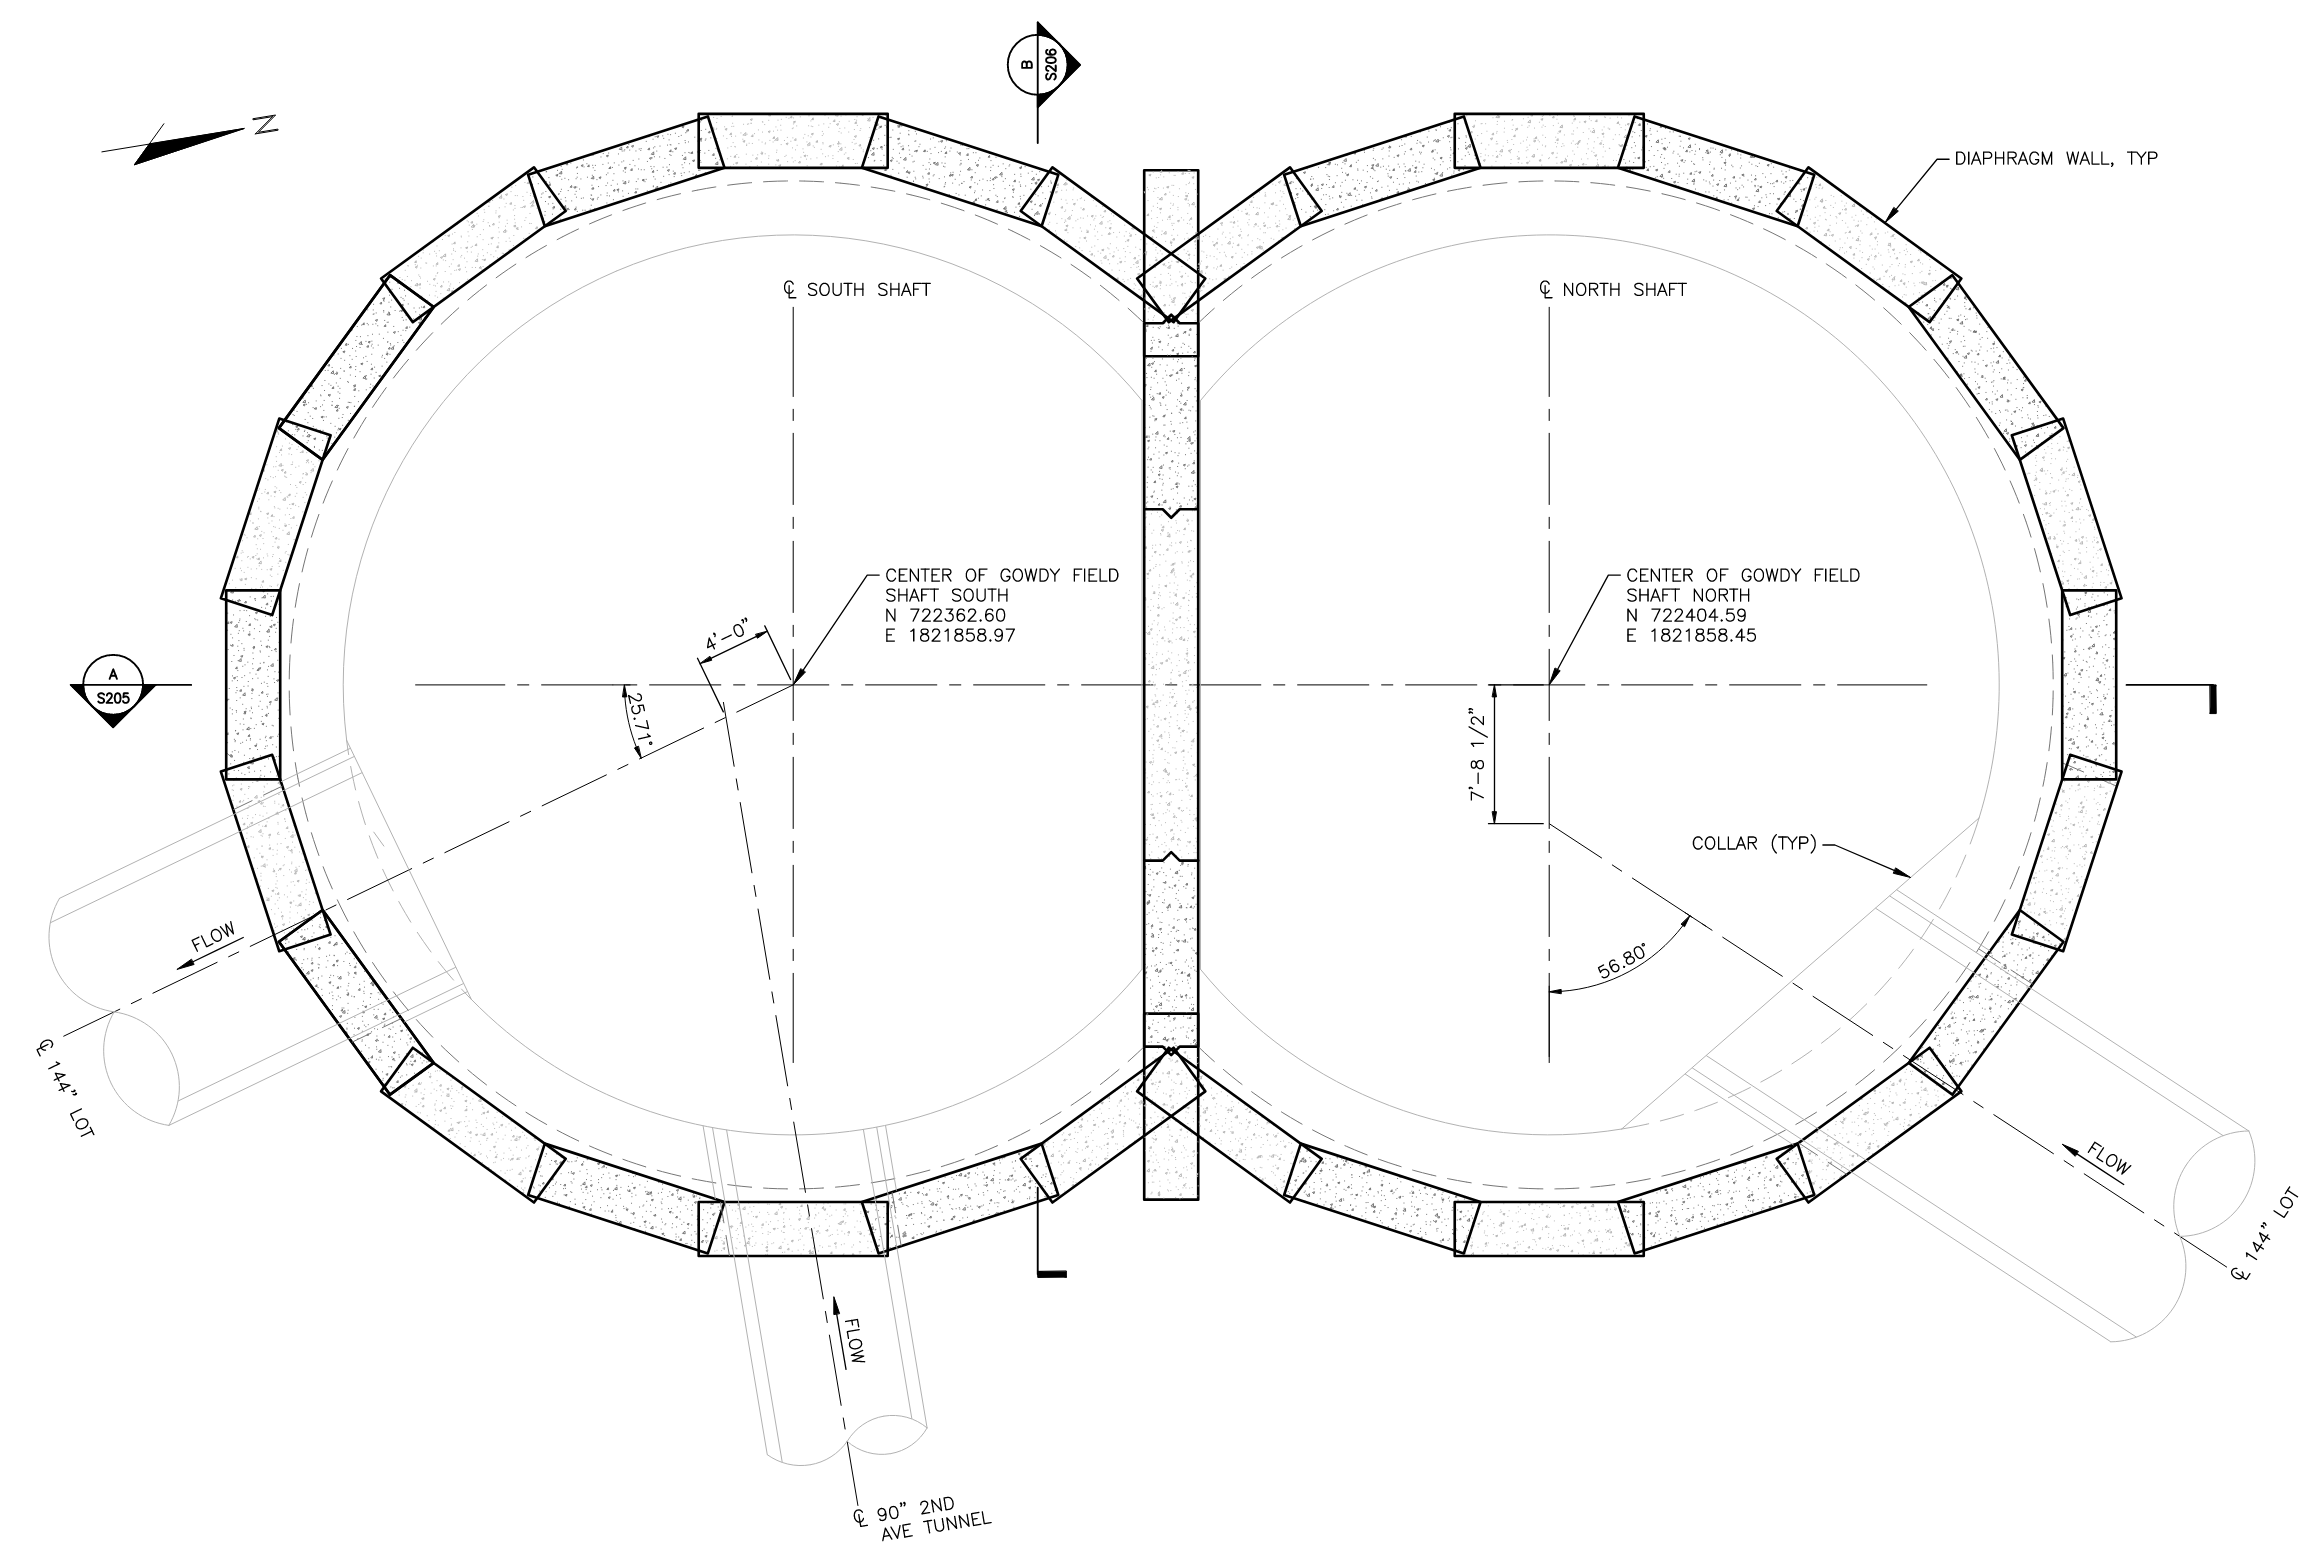 B
S206
N
DIAPHRAGM WALL, TYP
℄ SOUTH SHAFT
℄ NORTH SHAFT
CENTER OF GOWDY FIELD
SHAFT SOUTH
N 722362.60
E 1821858.97
CENTER OF GOWDY FIELD
SHAFT NORTH
N 722404.59
E 1821858.45
4'-0"
A
S205
25.71°
7'-8 1/2"
COLLAR (TYP)
FLOW
56.80°
℄ 144" LOT
FLOW
℄ 144" LOT
FLOW
℄ 90" 2ND
AVE TUNNEL